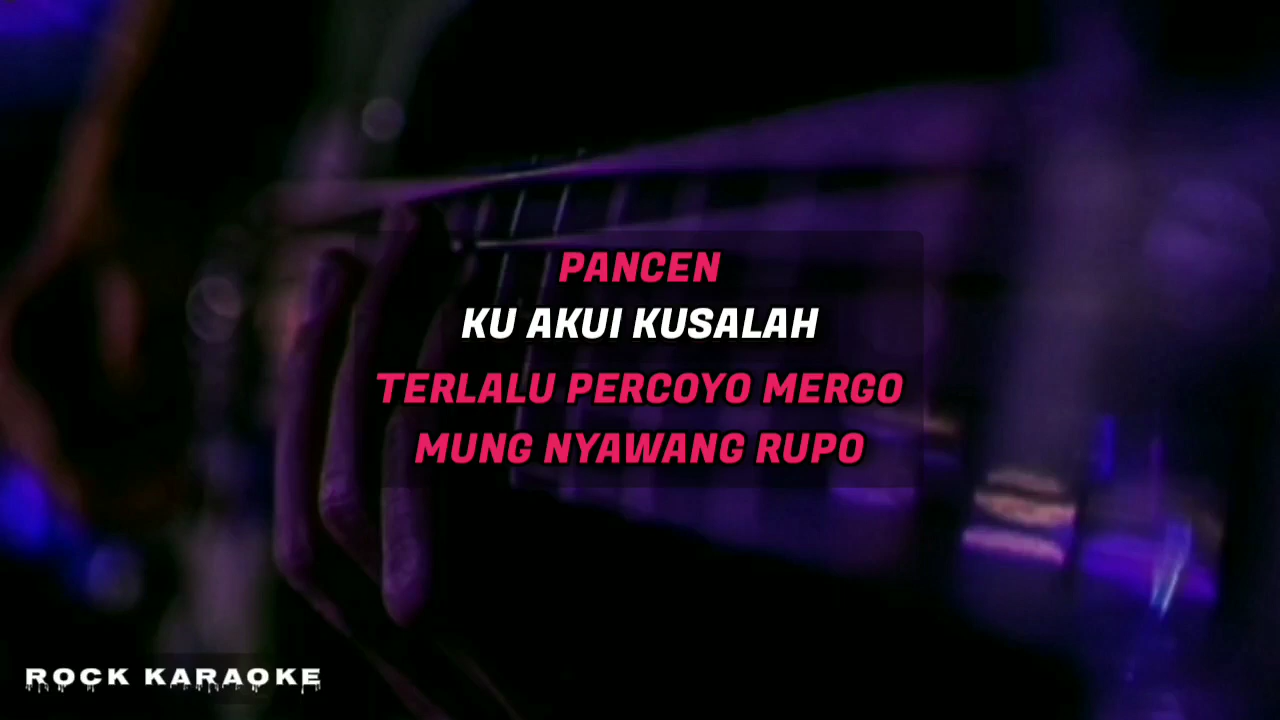 PANCEN
KU AKUI KUSALAH
TERLALU PERCOYO MERGO
MUNG NYAWANG RUPO
ROCK KARAOKE